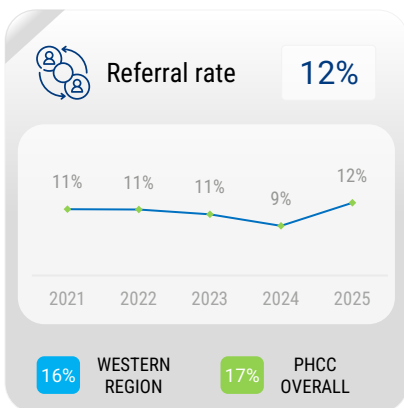 Referral rate 12%
11% 11% 11% 9% 12%
2021 2022 2023 2024 2025
16% WESTERN REGION
17% PHCC OVERALL